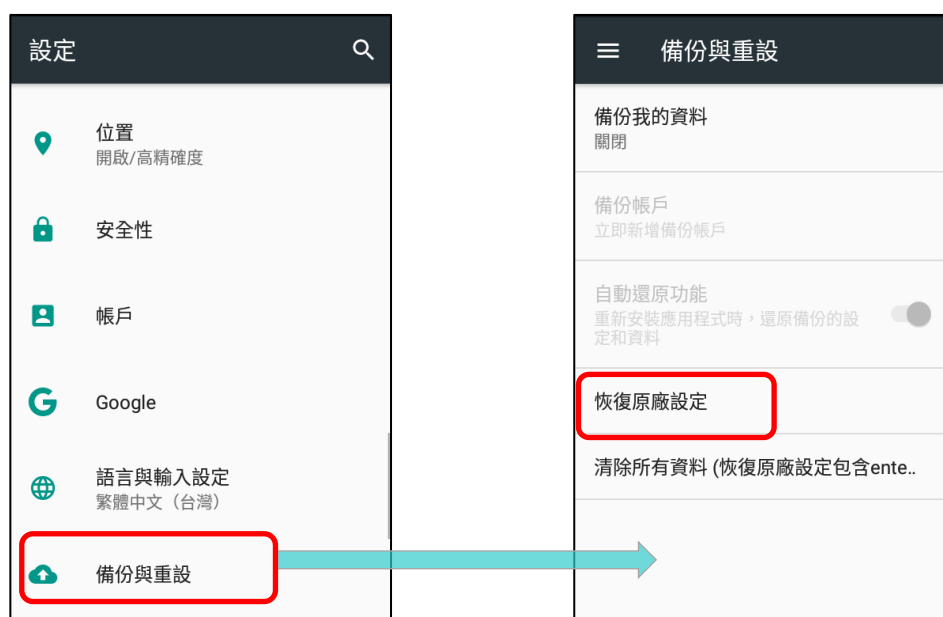 設定
位置
開啟/高精確度
安全性
帳戶
Google
語言與輸入設定
繁體中文（台灣）
備份與重設
備份與重設
備份我的資料
關閉
備份帳戶
立即新增備份帳戶
自動還原功能
重新安裝應用程式時，還原備份的設
定和資料
恢復原廠設定
清除所有資料 (恢復原廠設定包含ente..